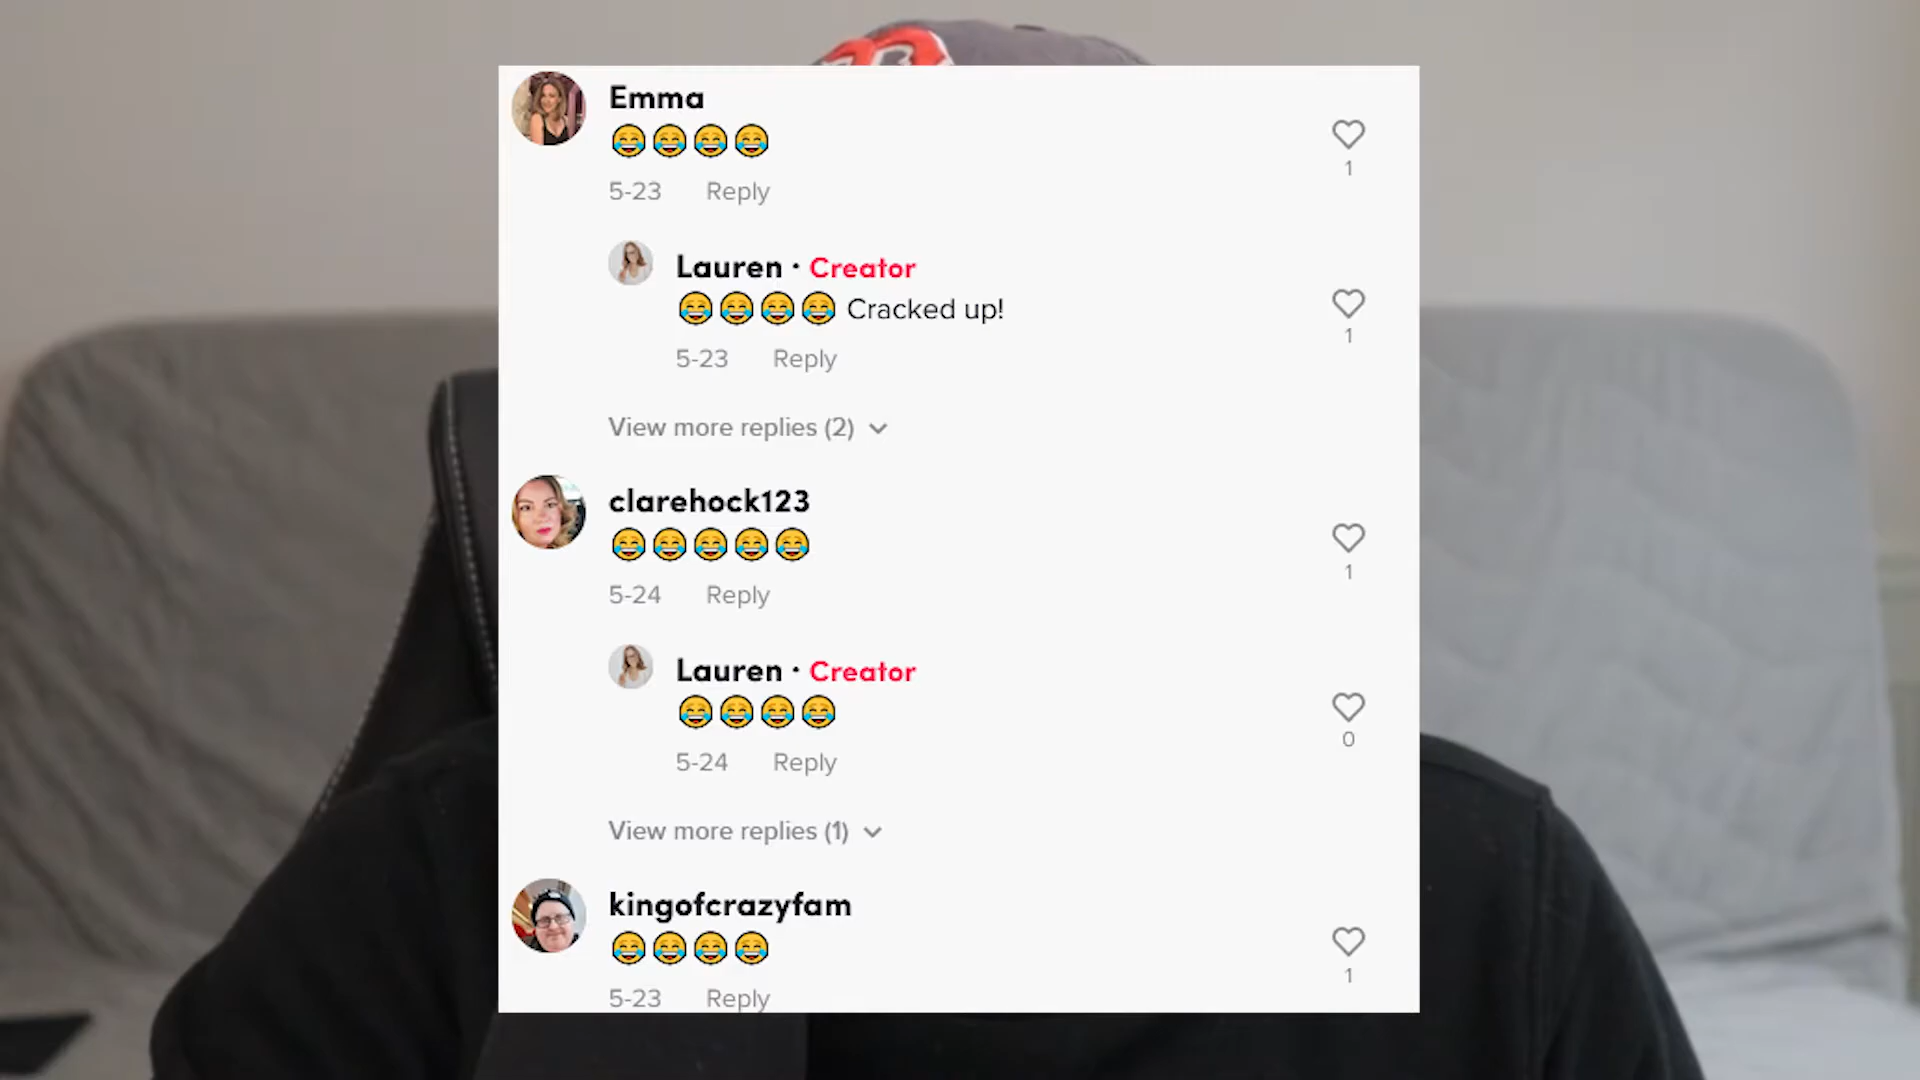 Emma
😂😂😂😂
5-23 Reply
1
Lauren · Creator
😂😂😂😂 Cracked up!
5-23 Reply
1
View more replies (2)
clarehock123
😂😂😂😂😂
5-24 Reply
1
Lauren · Creator
😂😂😂😂
5-24 Reply
0
View more replies (1)
kingofcrazyfam
😂😂😂😂
5-23 Reply
1